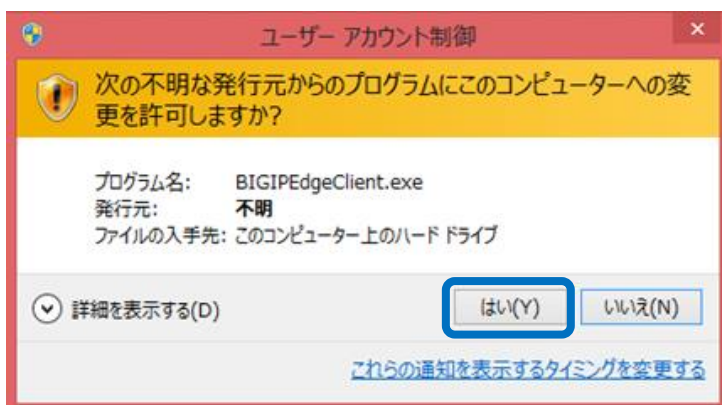 ユーザー アカウント制御
次の不明な発行元からのプログラムにこのコンピューターへの変
更を許可しますか?
プログラム名: BIGIPEdgeClient.exe
発行元: 不明
ファイルの入手先: このコンピューター上のハード ドライブ
詳細を表示する(D)
はい(Y)
いいえ(N)
これらの通知を表示するタイミングを変更する